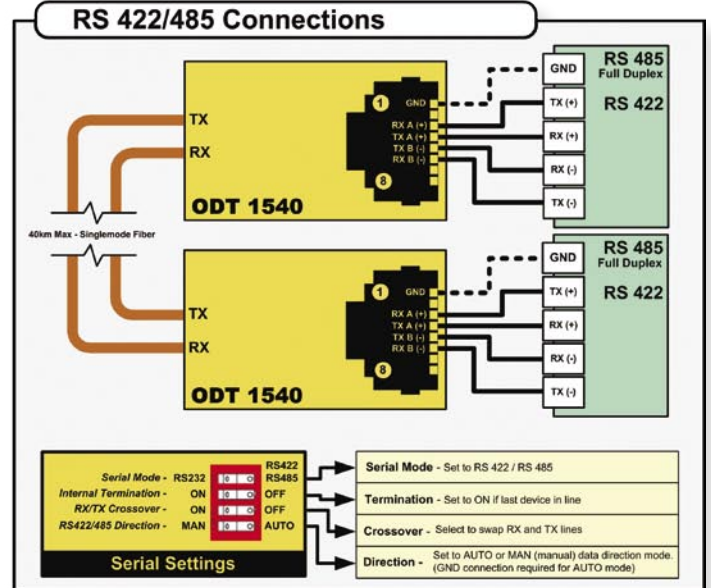 RS 422/485 Connections
TX
RX
ODT 1540
1
GND
RX A (+)
TX A (+)
TX B (-)
RX B (-)
8
GND
TX (+)
RX (+)
RX (-)
TX (-)
RS 485
Full Duplex
RS 422
40km Max - Singlemode Fiber
TX
RX
ODT 1540
1
GND
RX A (+)
TX A (+)
TX B (-)
RX B (-)
8
GND
TX (+)
RX (+)
RX (-)
TX (-)
RS 485
Full Duplex
RS 422
RS422
Serial Mode - RS232 RS485
Internal Termination - ON OFF
RX/TX Crossover - ON OFF
RS422/485 Direction - MAN AUTO
Serial Settings
Serial Mode - Set to RS 422 / RS 485
Termination - Set to ON if last device in line
Crossover - Select to swap RX and TX lines
Direction - Set to AUTO or MAN (manual) data direction mode.
(GND connection required for AUTO mode)